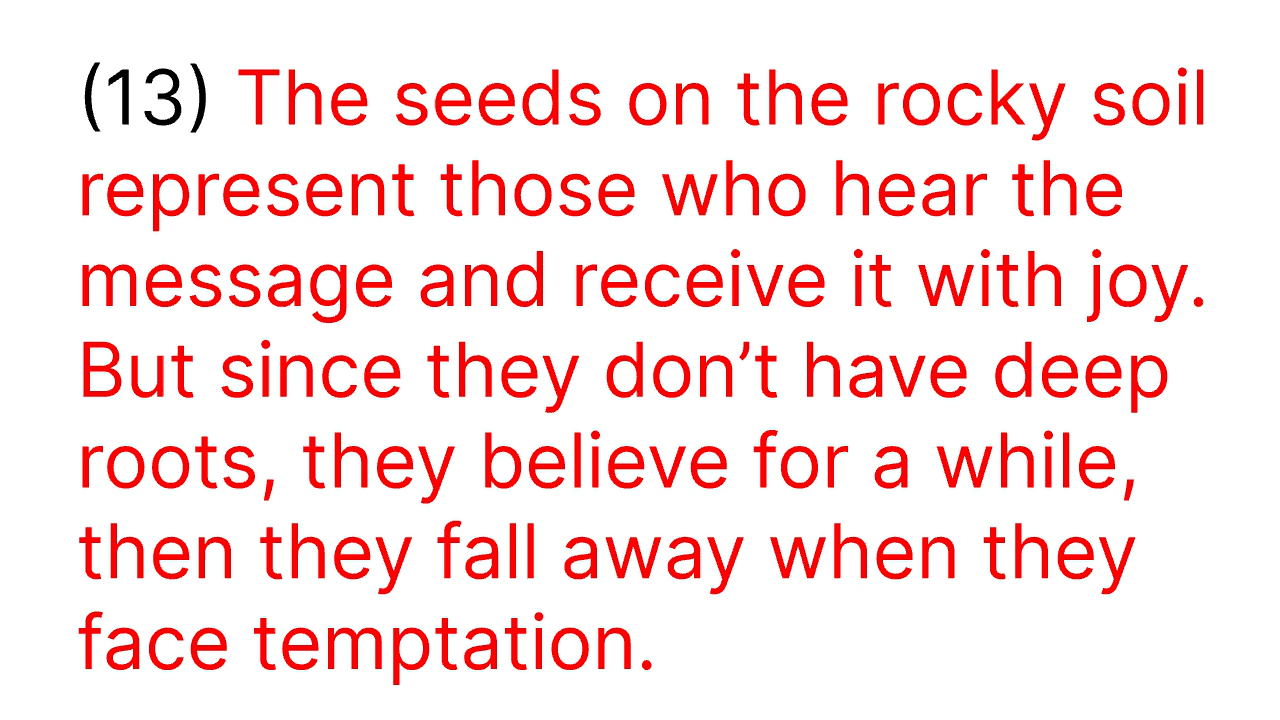 (13) The seeds on the rocky soil
represent those who hear the
message and receive it with joy.
But since they don’t have deep
roots, they believe for a while,
then they fall away when they
face temptation.